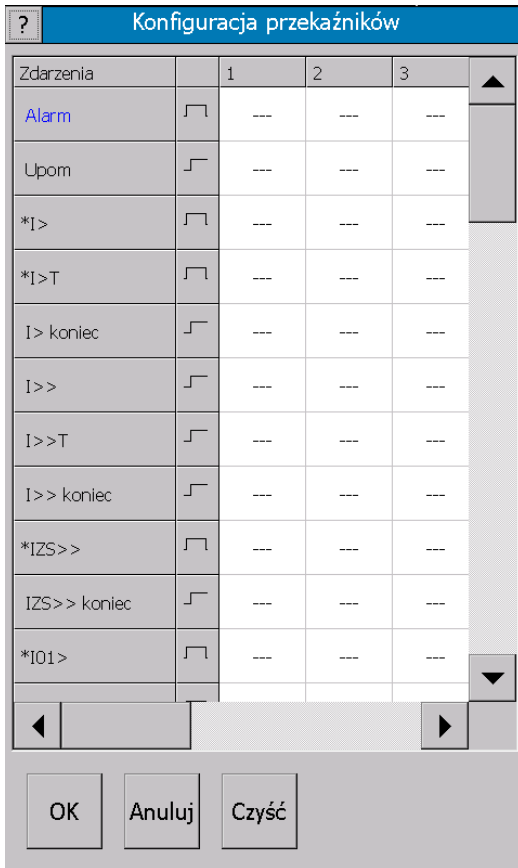 ? Konfiguracja przekaźników
Zdarzenia 1 2 3
Alarm --- --- ---
Upom --- --- ---
*I> --- --- ---
*I>T --- --- ---
I> koniec --- --- ---
I>> --- --- ---
I>>T --- --- ---
I>> koniec --- --- ---
*IZS>> --- --- ---
IZS>> koniec --- --- ---
*I01> --- --- ---
OK Anuluj Czyść